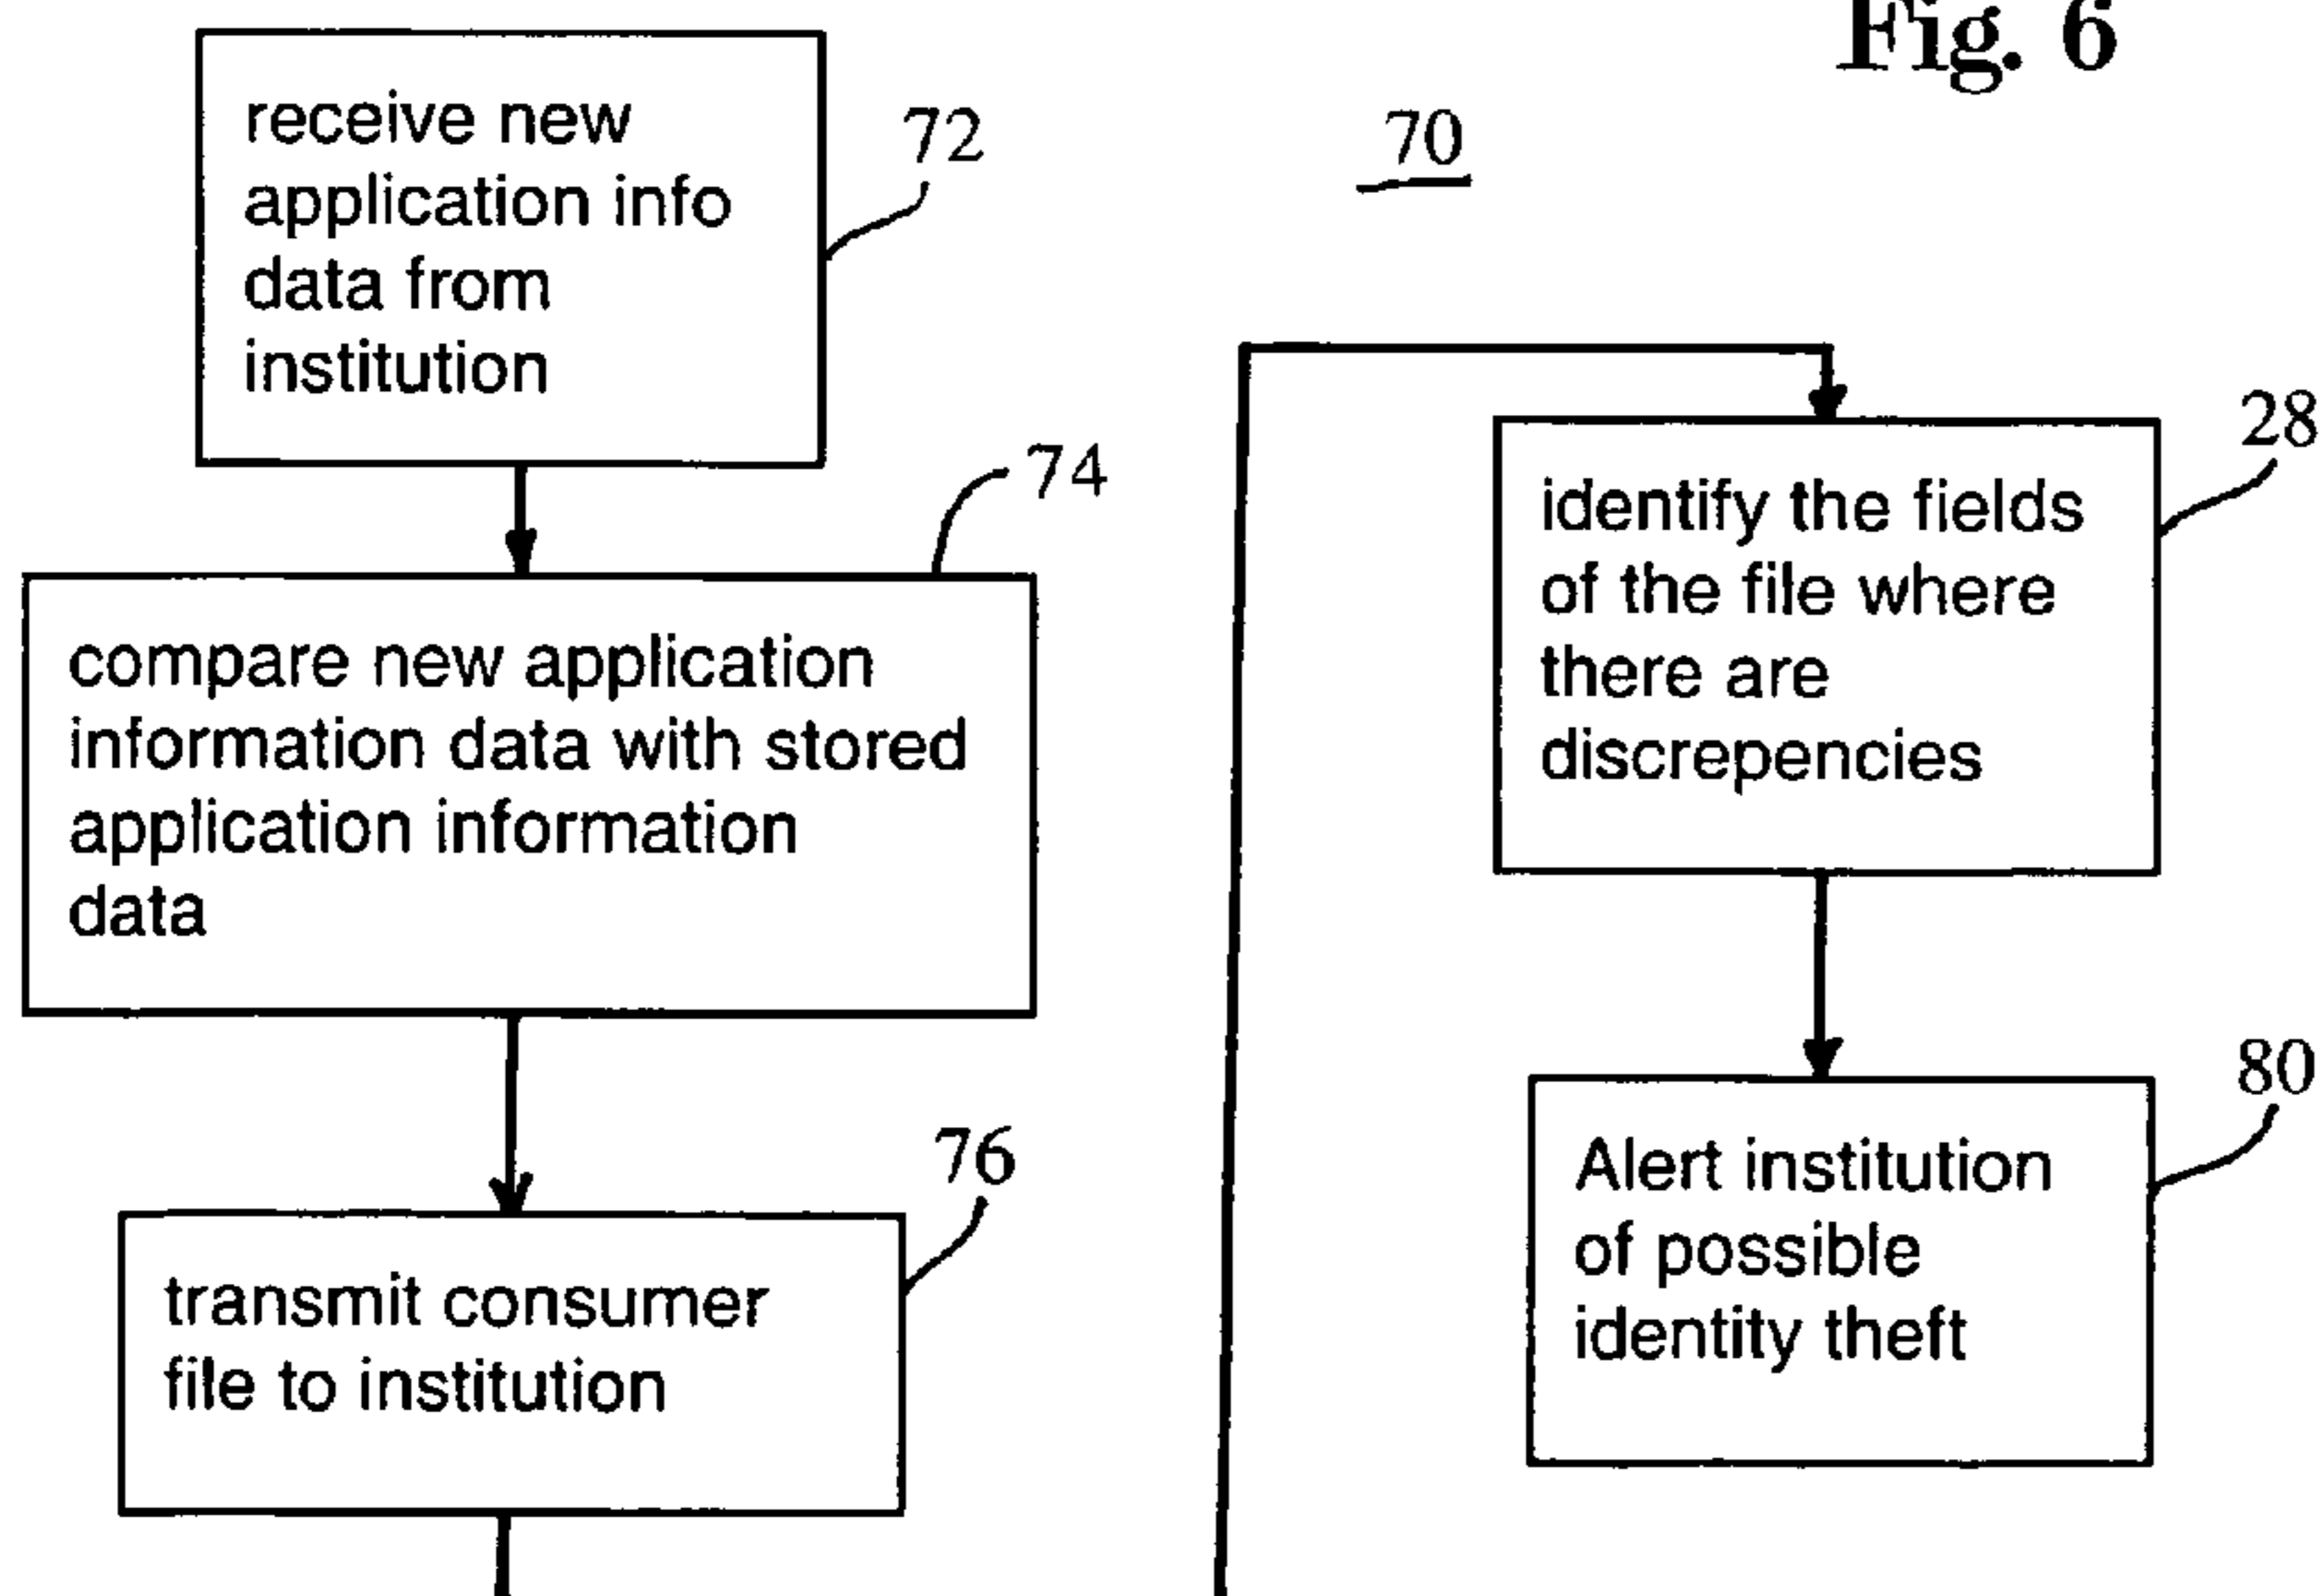 Fig. 6
70
receive new
application info
data from
institution
72
compare new application
information data with stored
application information
data
74
transmit consumer
file to institution
76
identify the fields
of the file where
there are
discrepencies
28
Alert institution
of possible
identity theft
80